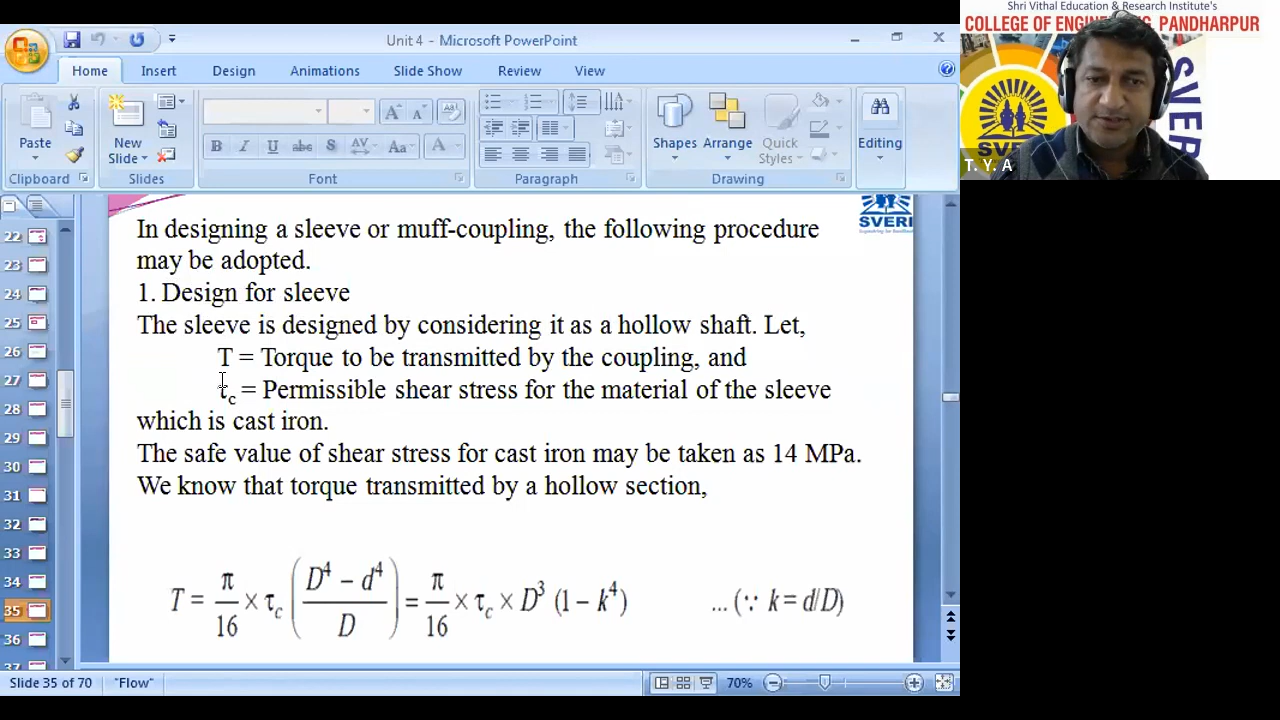 Shri Vithal Education & Research Institute's
COLLEGE OF ENGINEERING, PANDHARPUR
SVERI
T. Y. A
Unit 4 - Microsoft PowerPoint
Home Insert Design Animations Slide Show Review View
Paste
New Slide
Shapes Arrange Quick Styles
Editing
Clipboard Slides Font Paragraph Drawing
22
23
24
25
26
27
28
29
30
31
32
33
34
35
36
37
SVERI
In designing a sleeve or muff-coupling, the following procedure
may be adopted.
1. Design for sleeve
The sleeve is designed by considering it as a hollow shaft. Let,
T = Torque to be transmitted by the coupling, and
τc = Permissible shear stress for the material of the sleeve
which is cast iron.
The safe value of shear stress for cast iron may be taken as 14 MPa.
We know that torque transmitted by a hollow section,
T = π/16 × τc ((D⁴ − d⁴)/D) = π/16 × τc × D³ (1 − k⁴) ... (∵ k = d/D)
Slide 35 of 70 "Flow" 70%